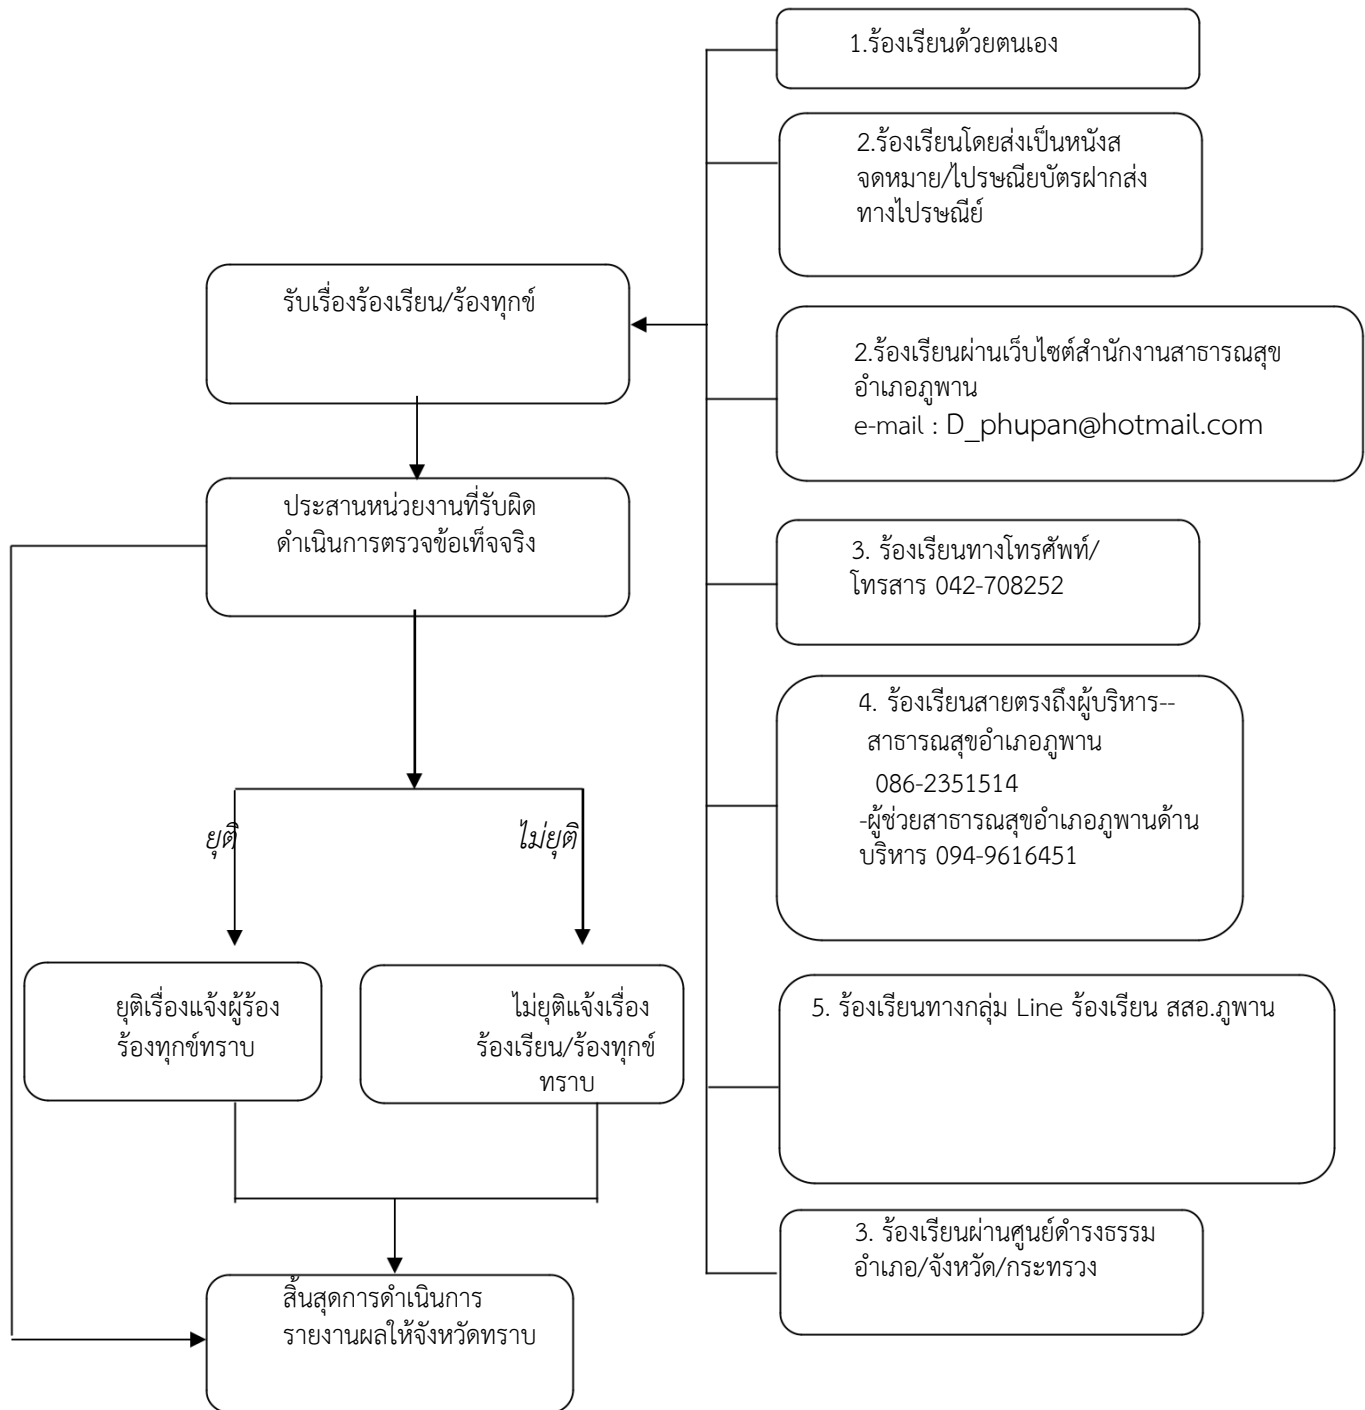 1.ร้องเรียนด้วยตนเอง
2.ร้องเรียนโดยส่งเป็นหนังส
จดหมาย/ไปรษณียบัตรฝากส่ง
ทางไปรษณีย์
รับเรื่องร้องเรียน/ร้องทุกข์
2.ร้องเรียนผ่านเว็บไซต์สำนักงานสาธารณสุข
อำเภอภูพาน
e-mail : D_phupan@hotmail.com
ประสานหน่วยงานที่รับผิด
ดำเนินการตรวจข้อเท็จจริง
3. ร้องเรียนทางโทรศัพท์/
โทรสาร 042-708252
4. ร้องเรียนสายตรงถึงผู้บริหาร--
สาธารณสุขอำเภอภูพาน
086-2351514
-ผู้ช่วยสาธารณสุขอำเภอภูพานด้าน
บริหาร 094-9616451
ยุติ
ไม่ยุติ
ยุติเรื่องแจ้งผู้ร้อง
ร้องทุกข์ทราบ
ไม่ยุติแจ้งเรื่อง
ร้องเรียน/ร้องทุกข์
ทราบ
5. ร้องเรียนทางกลุ่ม Line ร้องเรียน สสอ.ภูพาน
3. ร้องเรียนผ่านศูนย์ดำรงธรรม
อำเภอ/จังหวัด/กระทรวง
สิ้นสุดการดำเนินการ
รายงานผลให้จังหวัดทราบ